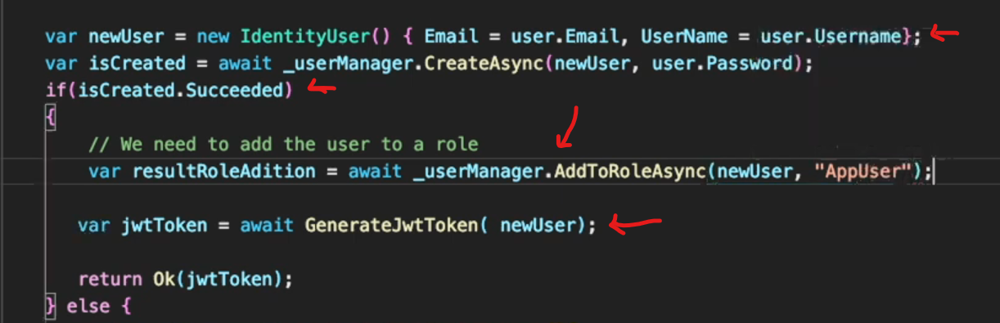 var newUser = new IdentityUser() { Email = user.Email, UserName = user.Username};
var isCreated = await _userManager.CreateAsync(newUser, user.Password);
if(isCreated.Succeeded)
{
// We need to add the user to a role
var resultRoleAdition = await _userManager.AddToRoleAsync(newUser, "AppUser");
var jwtToken = await GenerateJwtToken( newUser);
return Ok(jwtToken);
} else {